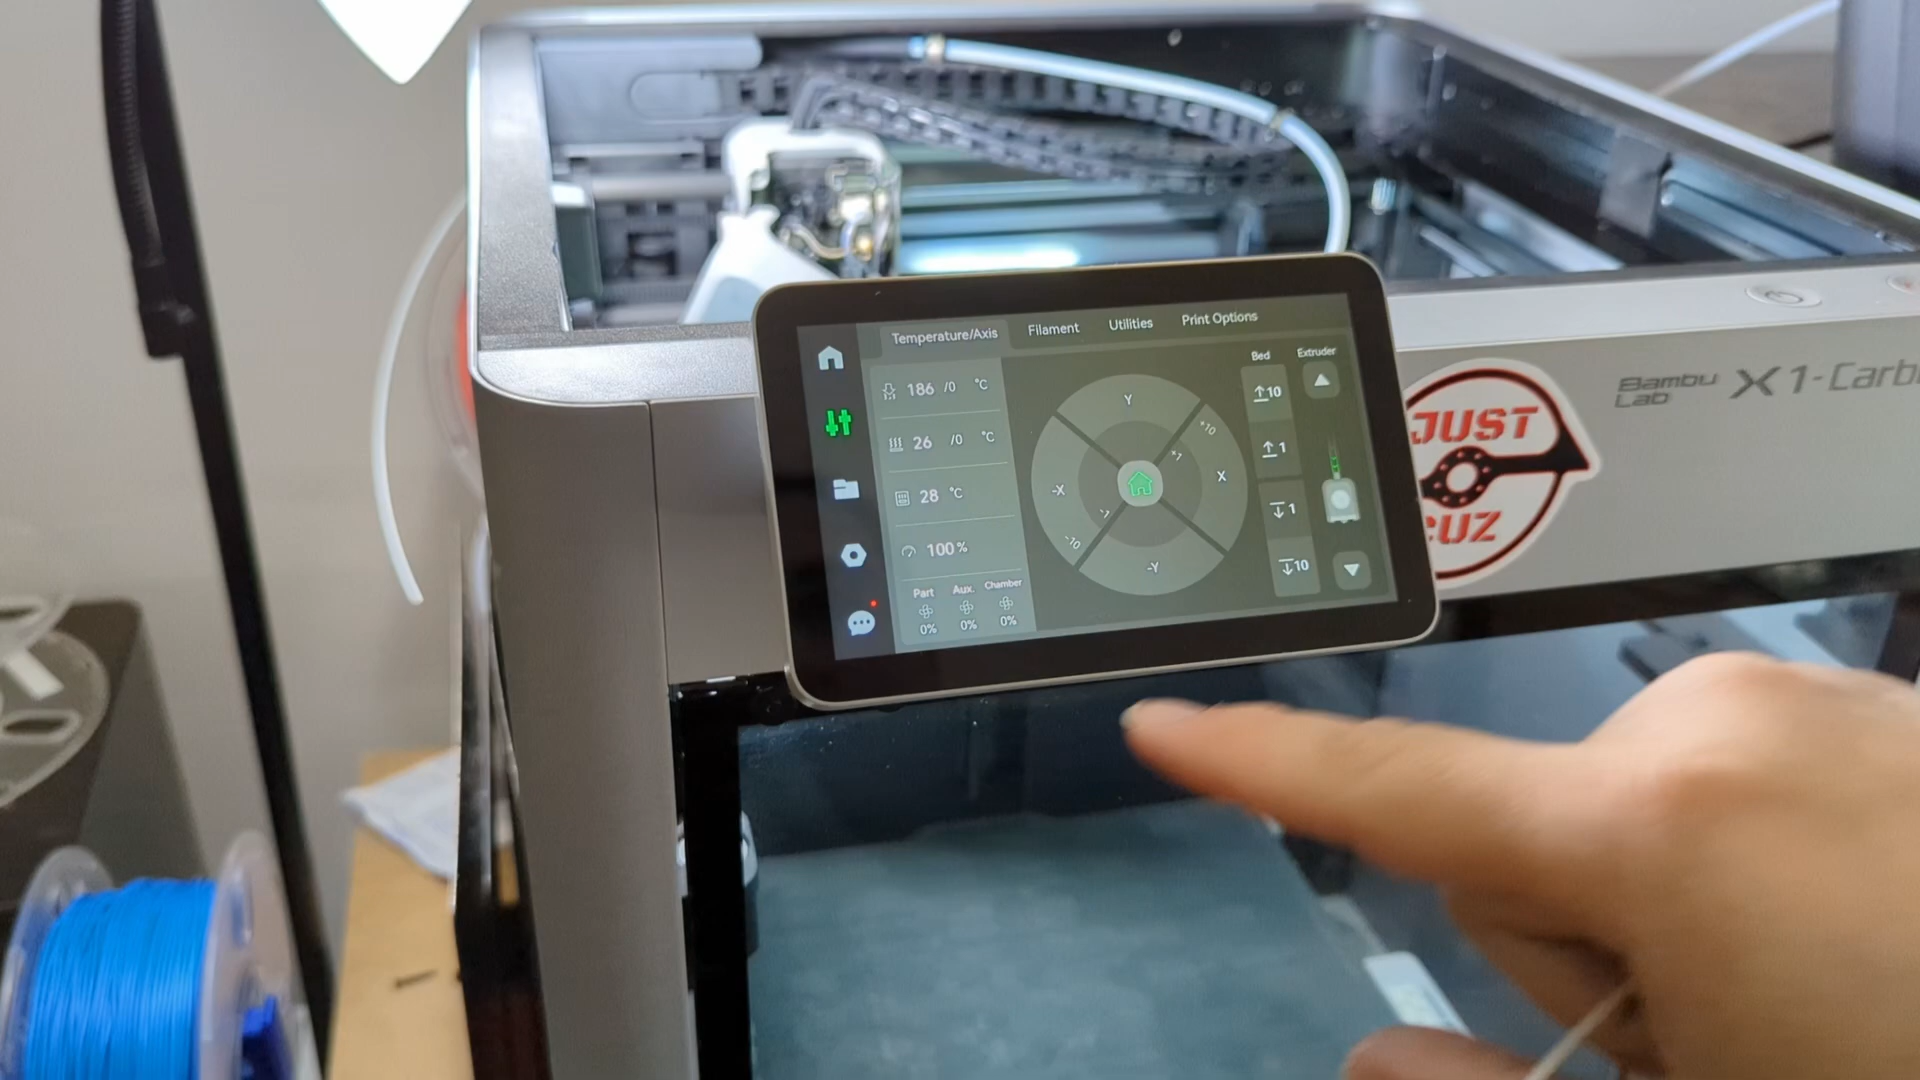 Temperature/Axis Filament Utilities Print Options
186 /0 °C
26 /0 °C
28 °C
100%
Part Aux. Chamber
0% 0% 0%
Y
+10
+1
-X
X
-1
-10
-Y
Bed Extruder
10
1
1
10
Bambu
Lab
X1-Carb
JUST
CUZ